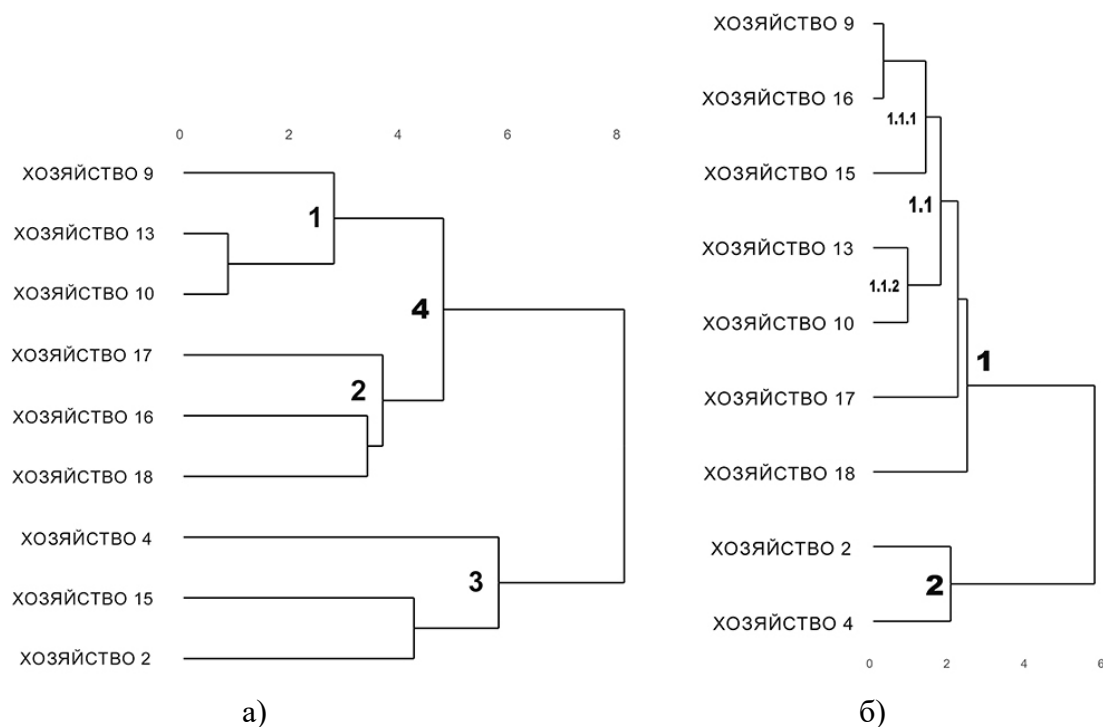 0 2 4 6 8
ХОЗЯЙСТВО 9
1
ХОЗЯЙСТВО 13
ХОЗЯЙСТВО 10
4
ХОЗЯЙСТВО 17
2
ХОЗЯЙСТВО 16
ХОЗЯЙСТВО 18
ХОЗЯЙСТВО 4
3
ХОЗЯЙСТВО 15
ХОЗЯЙСТВО 2
а)
ХОЗЯЙСТВО 9
ХОЗЯЙСТВО 16
1.1.1
ХОЗЯЙСТВО 15
1.1
ХОЗЯЙСТВО 13
1.1.2
ХОЗЯЙСТВО 10
1
ХОЗЯЙСТВО 17
ХОЗЯЙСТВО 18
ХОЗЯЙСТВО 2
2
ХОЗЯЙСТВО 4
0 2 4 6
б)